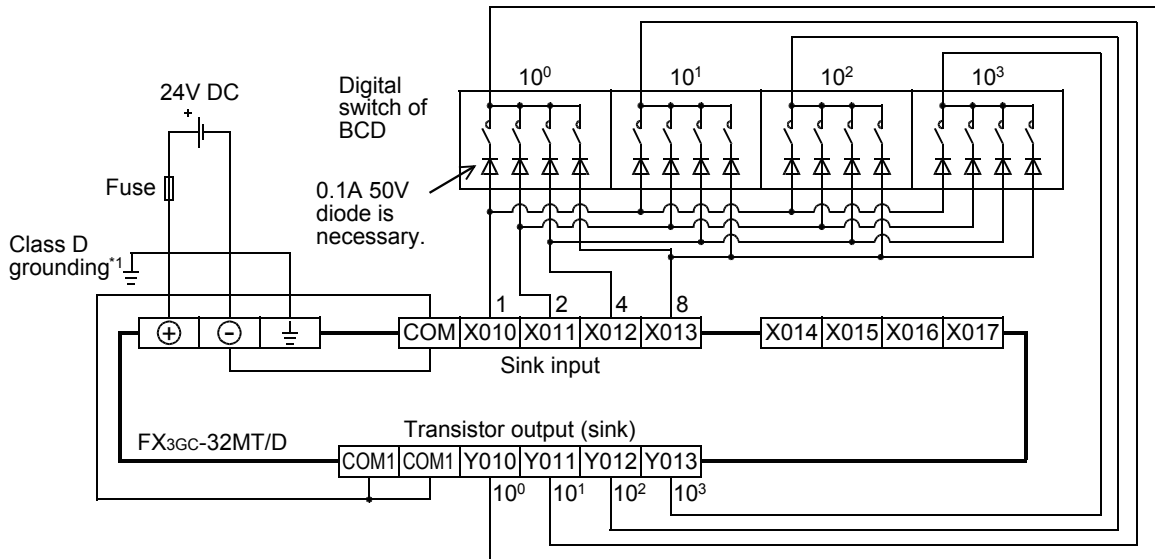 24V DC
+
Fuse
Class D
grounding*1
Digital
switch of
BCD
10⁰ 10¹ 10² 10³
0.1A 50V
diode is
necessary.
1 2 4 8
+ - COM X010 X011 X012 X013 X014 X015 X016 X017
Sink input
Transistor output (sink)
FX3GC-32MT/D
COM1 COM1 Y010 Y011 Y012 Y013
10⁰ 10¹ 10² 10³